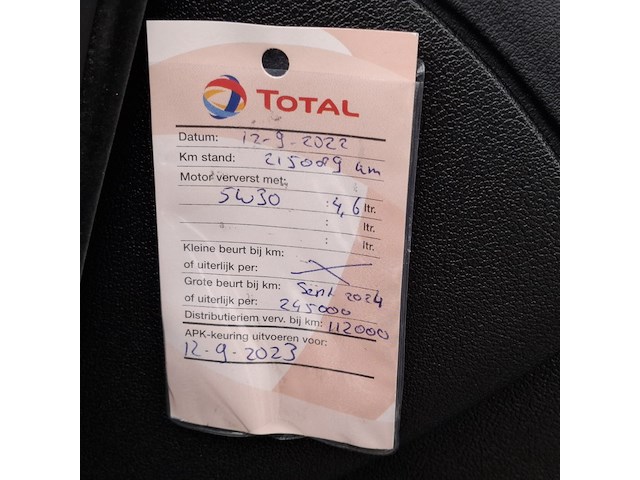 TOTAL
Datum: 12-9-2022
Km stand: 215089 km
Motor ververst met:
5W30 : 4,6 ltr.
: ltr.
: ltr.
Kleine beurt bij km:
of uiterlijk per:
Grote beurt bij km: Sept 2024
of uiterlijk per: 245000
Distributieriem verv. bij km: 112000
APK-keuring uitvoeren voor:
12-9-2023